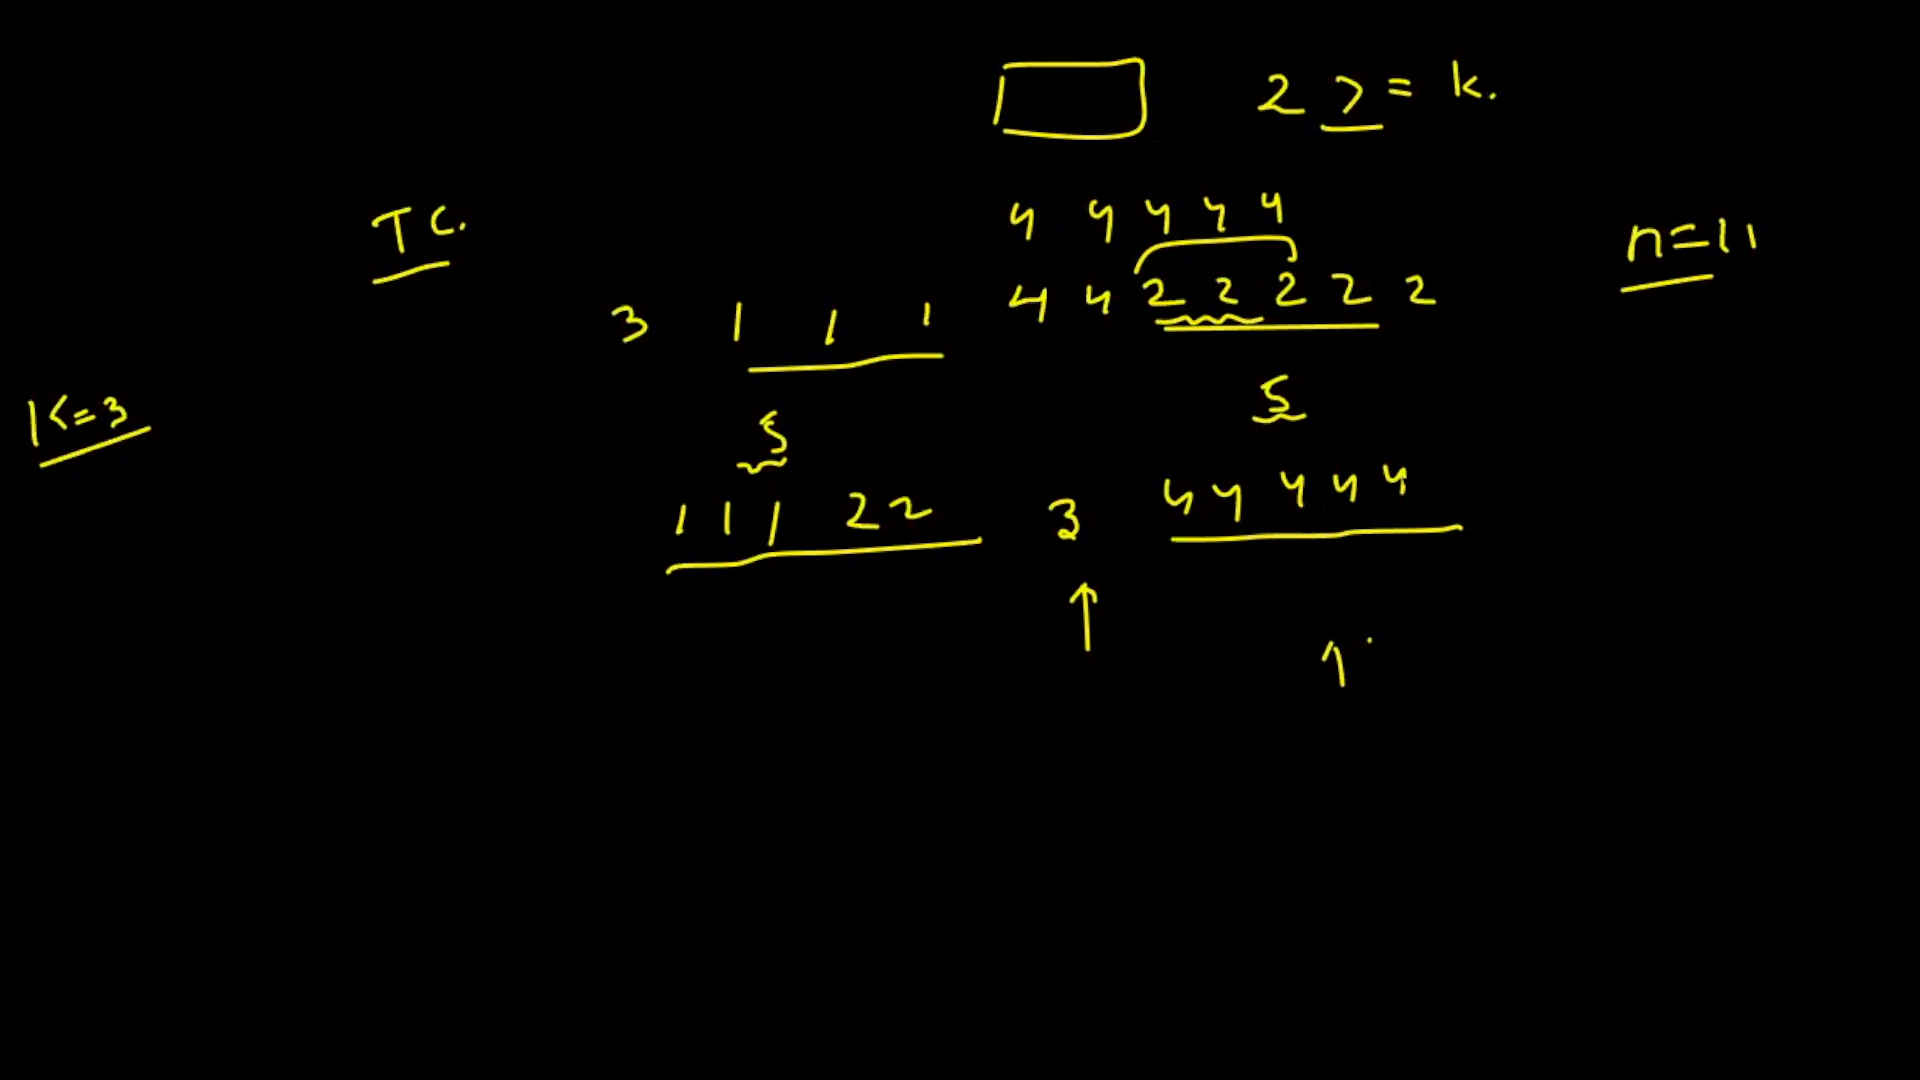 2 >= k.
TC.
4 4 4 4 4
n=11
3 1 1 1 4 4 2 2 2 2 2
K=3
5 5
1 1 1 2 2 3 4 4 4 4 4